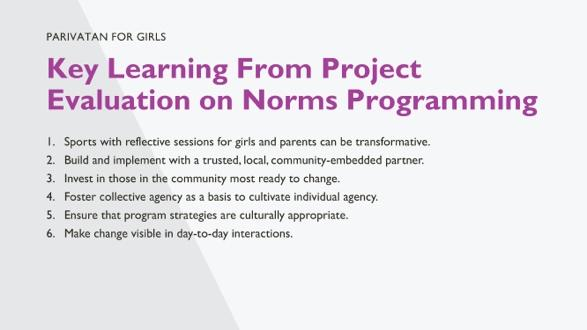 PARIVATAN FOR GIRLS
Key Learning From Project
Evaluation on Norms Programming
1. Sports with reflective sessions for girls and parents can be transformative.
2. Build and implement with a trusted, local, community-embedded partner.
3. Invest in those in the community most ready to change.
4. Foster collective agency as a basis to cultivate individual agency.
5. Ensure that program strategies are culturally appropriate.
6. Make change visible in day-to-day interactions.